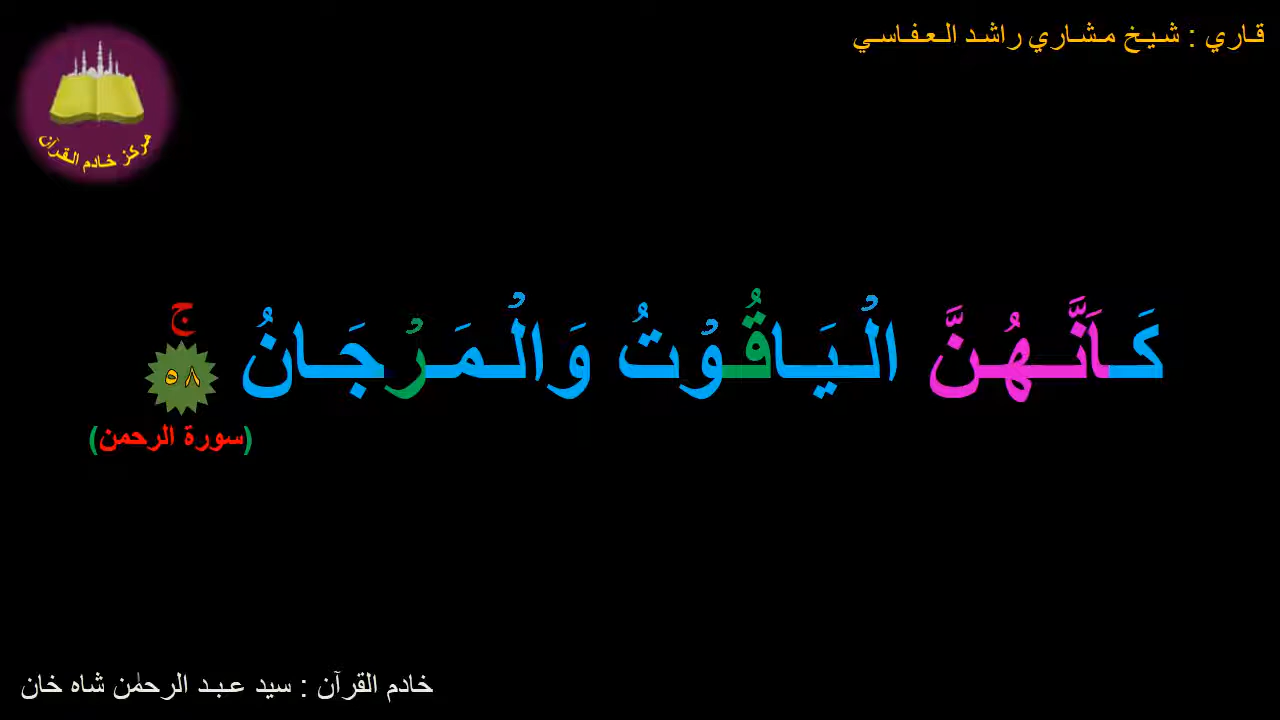 قاري : شيخ مشاري راشد العفاسي
مركز خادم القرآن
كَاَنَّهُنَّ الْيَاقُوْتُ وَالْمَرْجَانُ ۚ ٥٨
(سورة الرحمن)
خادم القرآن : سيد عبد الرحمٰن شاه خان